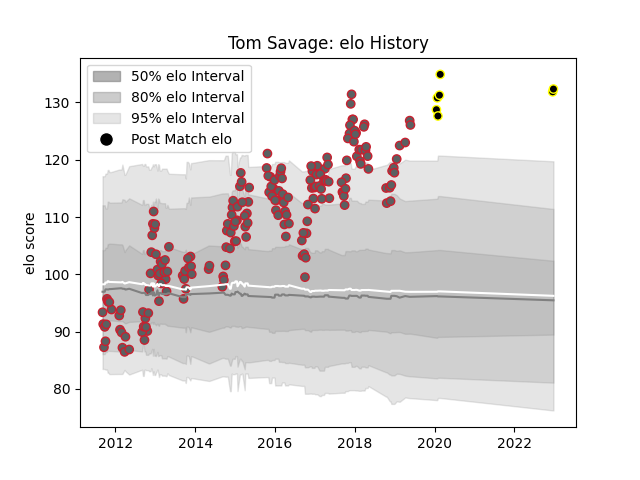 Tom Savage: elo History
50% elo Interval
80% elo Interval
95% elo Interval
Post Match elo
elo score
130
120
110
100
90
80
2012
2014
2016
2018
2020
2022